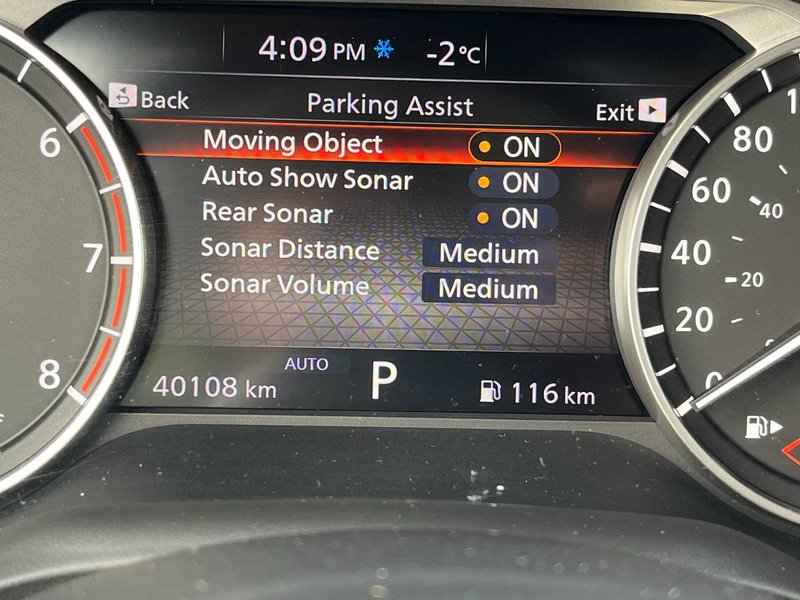 4:09 PM -2°C
Back Parking Assist Exit
Moving Object ON
Auto Show Sonar ON
Rear Sonar ON
Sonar Distance Medium
Sonar Volume Medium
AUTO
40108 km P 116 km
6
7
8
80
60
40
40
20
20
0